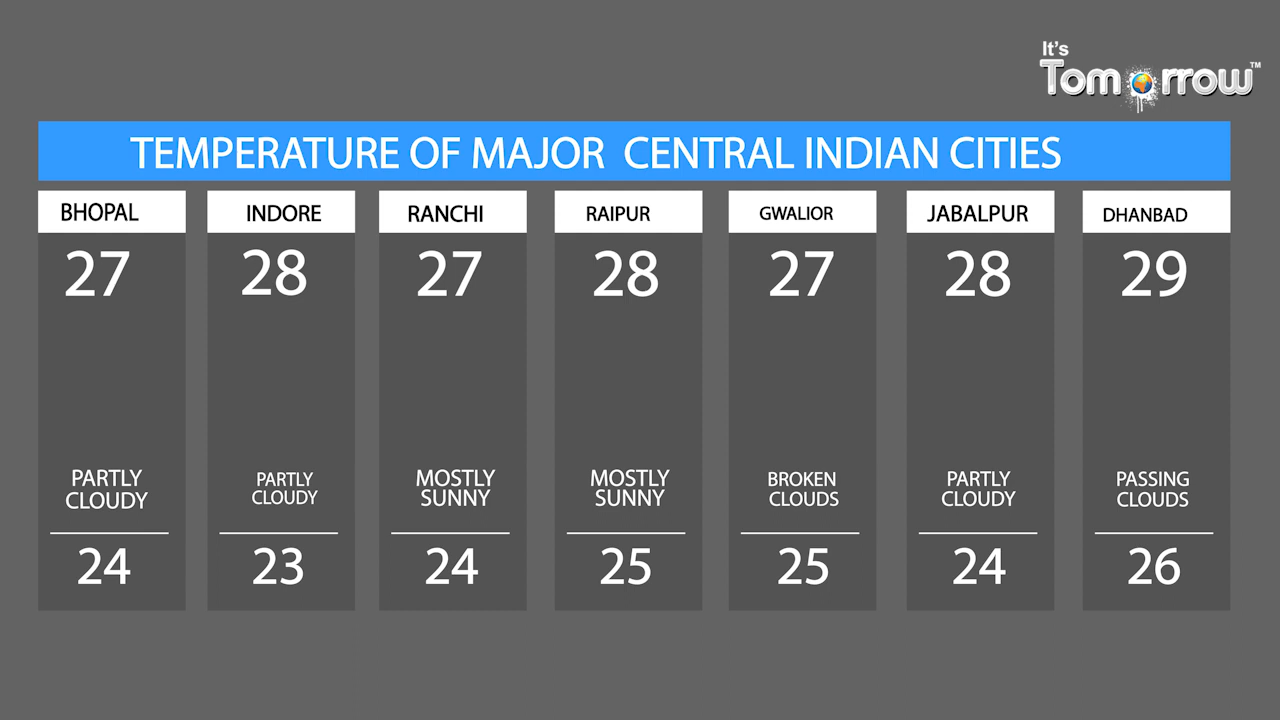 It's
Tomorrow™
TEMPERATURE OF MAJOR CENTRAL INDIAN CITIES
BHOPAL
27
PARTLY
CLOUDY
24
INDORE
28
PARTLY
CLOUDY
23
RANCHI
27
MOSTLY
SUNNY
24
RAIPUR
28
MOSTLY
SUNNY
25
GWALIOR
27
BROKEN
CLOUDS
25
JABALPUR
28
PARTLY
CLOUDY
24
DHANBAD
29
PASSING
CLOUDS
26